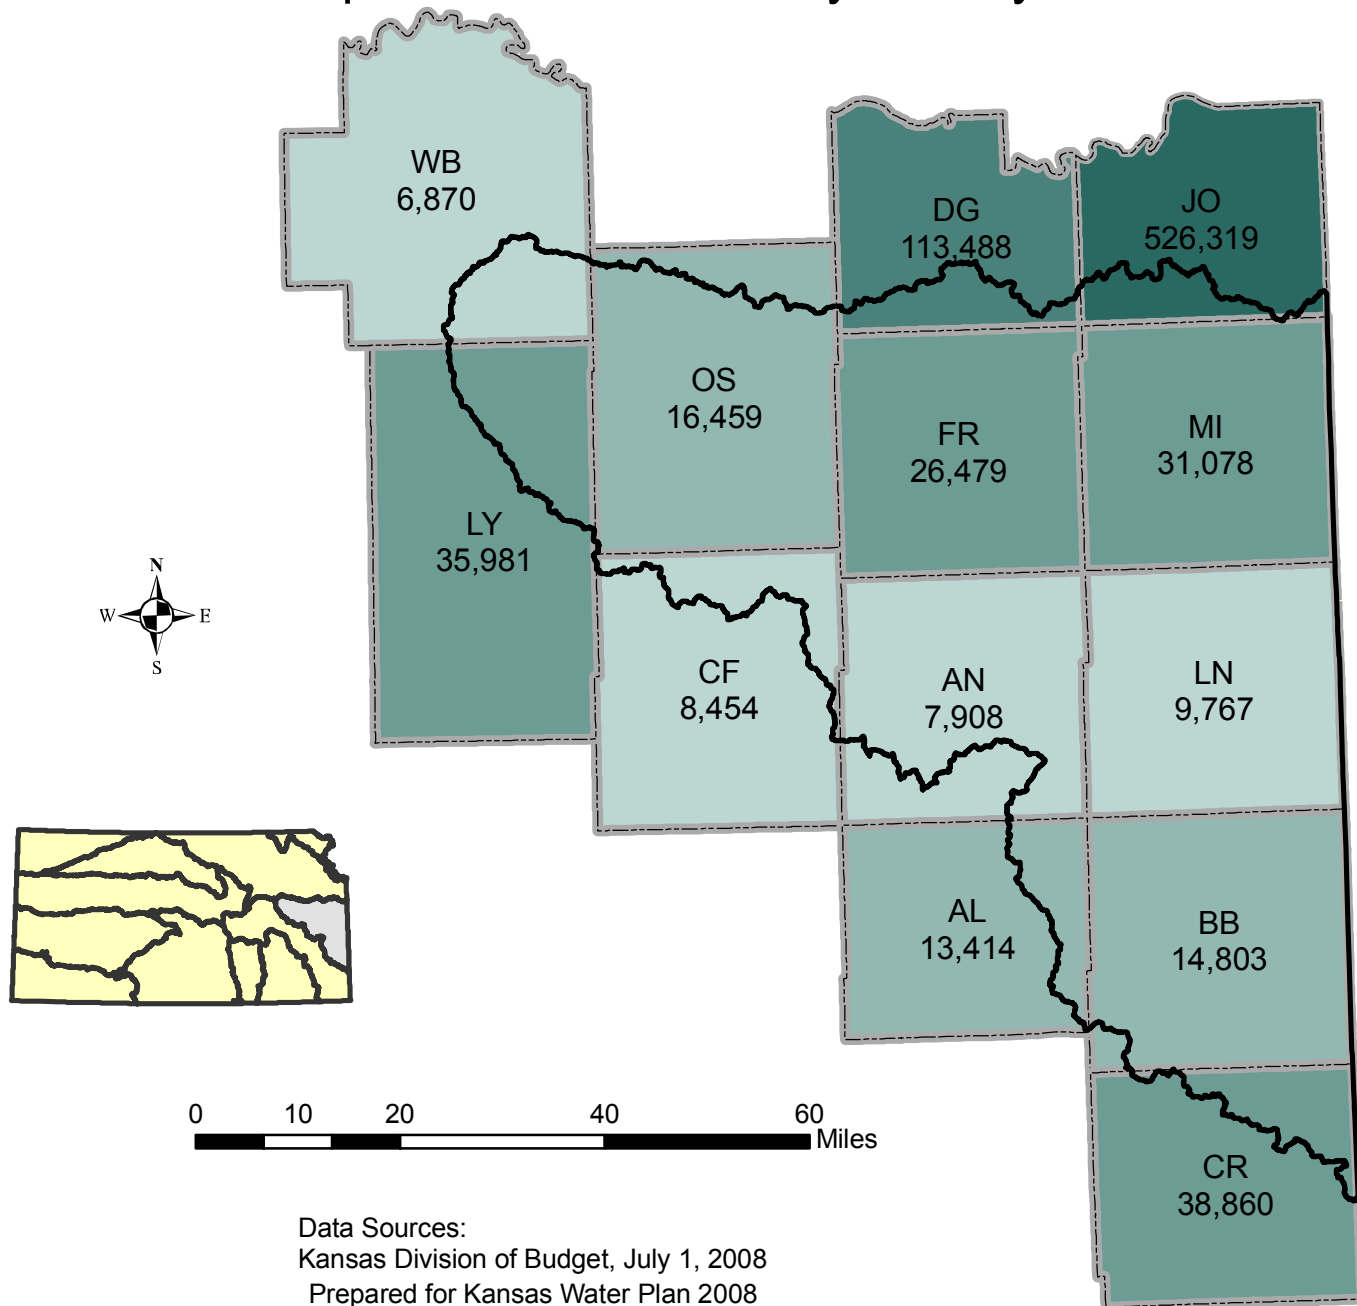 WB
6,870
DG
113,488
JO
526,319
OS
16,459
FR
26,479
MI
31,078
LY
35,981
N
W
E
S
CF
8,454
AN
7,908
LN
9,767
AL
13,414
BB
14,803
0 10 20 40 60
Miles
CR
38,860
Data Sources:
Kansas Division of Budget, July 1, 2008
Prepared for Kansas Water Plan 2008